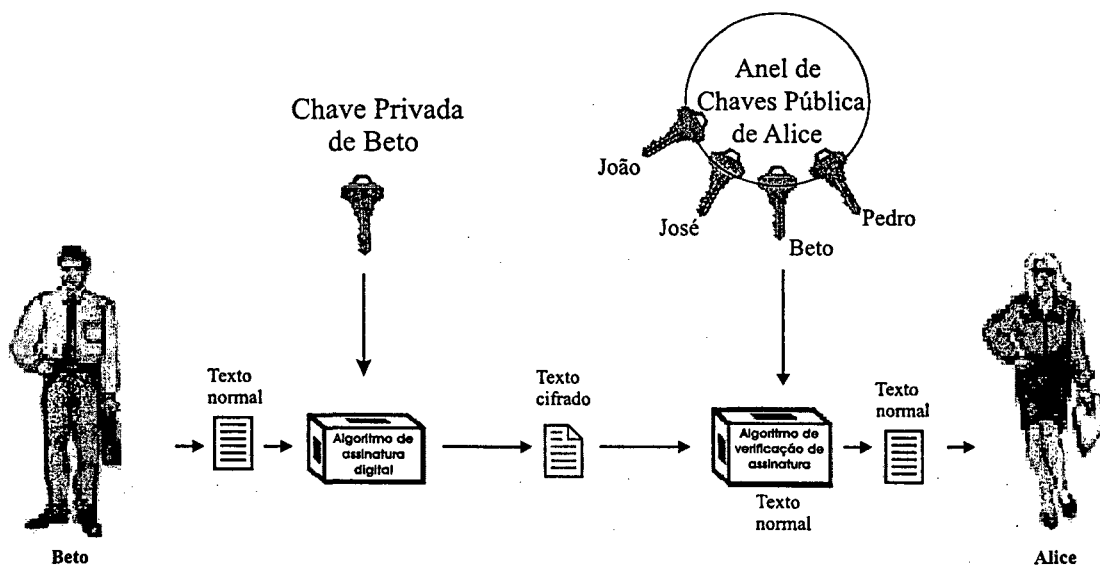 Anel de
Chaves Pública
de Alice
Chave Privada
de Beto
João
José
Beto
Pedro
Texto
normal
Algoritmo de
assinatura
digital
Texto
cifrado
Algoritmo de
verificação de
assinatura
Texto
normal
Texto
normal
Beto
Alice